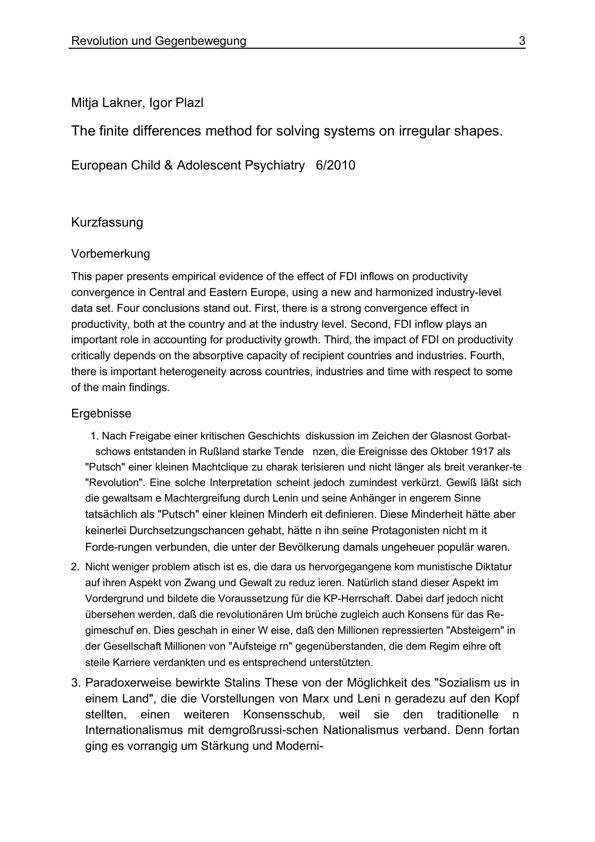 Revolution und Gegenbewegung 3
Mitja Lakner, Igor Plazl
The finite differences method for solving systems on irregular shapes.
European Child & Adolescent Psychiatry 6/2010
Kurzfassung
Vorbemerkung
This paper presents empirical evidence of the effect of FDI inflows on productivity
convergence in Central and Eastern Europe, using a new and harmonized industry-level
data set. Four conclusions stand out. First, there is a strong convergence effect in
productivity, both at the country and at the industry level. Second, FDI inflow plays an
important role in accounting for productivity growth. Third, the impact of FDI on productivity
critically depends on the absorptive capacity of recipient countries and industries. Fourth,
there is important heterogeneity across countries, industries and time with respect to some
of the main findings.
Ergebnisse
1. Nach Freigabe einer kritischen Geschichts diskussion im Zeichen der Glasnost Gorbat-
schows entstanden in Rußland starke Tende nzen, die Ereignisse des Oktober 1917 als
"Putsch" einer kleinen Machtclique zu charak terisieren und nicht länger als breit veranker-te
"Revolution". Eine solche Interpretation scheint jedoch zumindest verkürzt. Gewiß läßt sich
die gewaltsam e Machtergreifung durch Lenin und seine Anhänger in engerem Sinne
tatsächlich als "Putsch" einer kleinen Minderh eit definieren. Diese Minderheit hätte aber
keinerlei Durchsetzungschancen gehabt, hätte n ihn seine Protagonisten nicht m it
Forde-rungen verbunden, die unter der Bevölkerung damals ungeheuer populär waren.
2. Nicht weniger problem atisch ist es, die dara us hervorgegangene kom munistische Diktatur
auf ihren Aspekt von Zwang und Gewalt zu reduz ieren. Natürlich stand dieser Aspekt im
Vordergrund und bildete die Voraussetzung für die KP-Herrschaft. Dabei darf jedoch nicht
übersehen werden, daß die revolutionären Um brüche zugleich auch Konsens für das Re-
gimeschuf en. Dies geschah in einer W eise, daß den Millionen repressierten "Absteigern" in
der Gesellschaft Millionen von "Aufsteige rn" gegenüberstanden, die dem Regim eihre oft
steile Karriere verdankten und es entsprechend unterstützten.
3. Paradoxerweise bewirkte Stalins These von der Möglichkeit des "Sozialism us in
einem Land", die die Vorstellungen von Marx und Leni n geradezu auf den Kopf
stellten, einen weiteren Konsensschub, weil sie den traditionelle n
Internationalismus mit demgroßrussi-schen Nationalismus verband. Denn fortan
ging es vorrangig um Stärkung und Moderni-